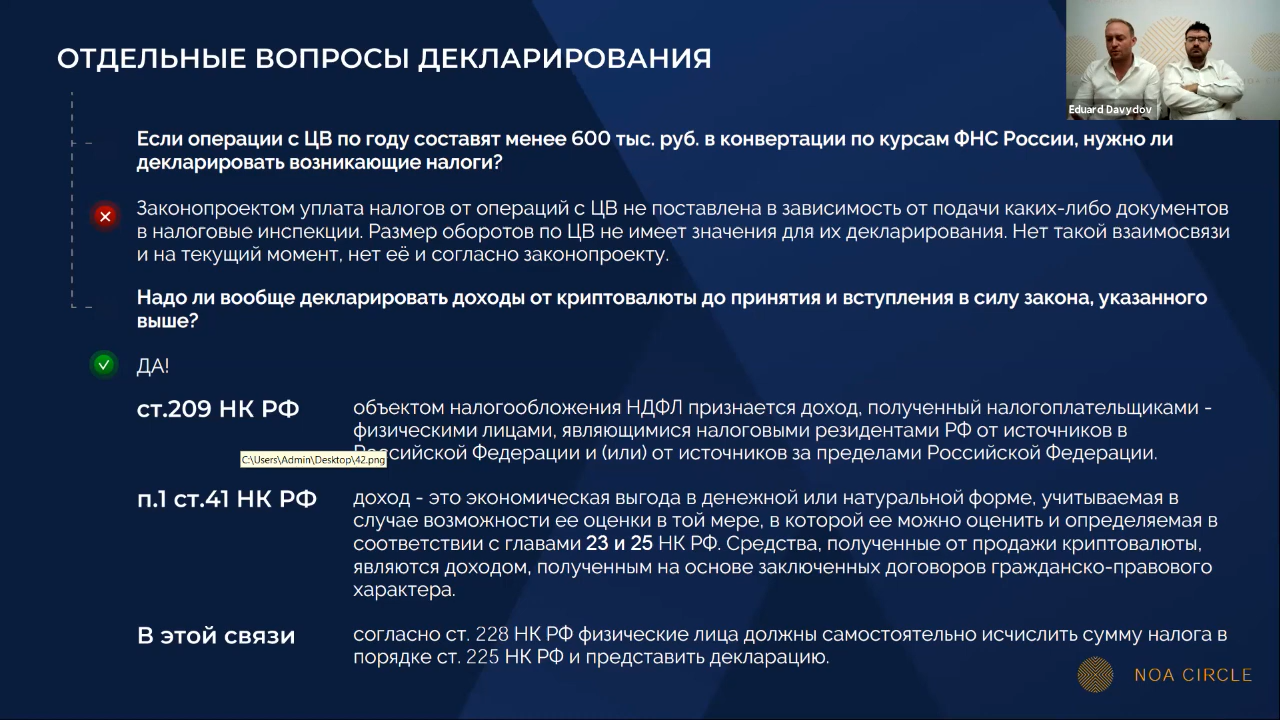 ОТДЕЛЬНЫЕ ВОПРОСЫ ДЕКЛАРИРОВАНИЯ
Eduard Davydov
Если операции с ЦВ по году составят менее 600 тыс. руб. в конвертации по курсам ФНС России, нужно ли
декларировать возникающие налоги?
Законопроектом уплата налогов от операций с ЦВ не поставлена в зависимость от подачи каких-либо документов
в налоговые инспекции. Размер оборотов по ЦВ не имеет значения для их декларирования. Нет такой взаимосвязи
и на текущий момент, нет её и согласно законопроекту.
Надо ли вообще декларировать доходы от криптовалюты до принятия и вступления в силу закона, указанного
выше?
ДА!
ст.209 НК РФ
объектом налогообложения НДФЛ признается доход, полученный налогоплательщиками -
физическими лицами, являющимися налоговыми резидентами РФ от источников в
Российской Федерации и (или) от источников за пределами Российской Федерации.
C:\Users\Admin\Desktop\42.png
п.1 ст.41 НК РФ
доход - это экономическая выгода в денежной или натуральной форме, учитываемая в
случае возможности ее оценки в той мере, в которой ее можно оценить и определяемая в
соответствии с главами 23 и 25 НК РФ. Средства, полученные от продажи криптовалюты,
являются доходом, полученным на основе заключенных договоров гражданско-правового
характера.
В этой связи
согласно ст. 228 НК РФ физические лица должны самостоятельно исчислить сумму налога в
порядке ст. 225 НК РФ и представить декларацию.
NOA CIRCLE